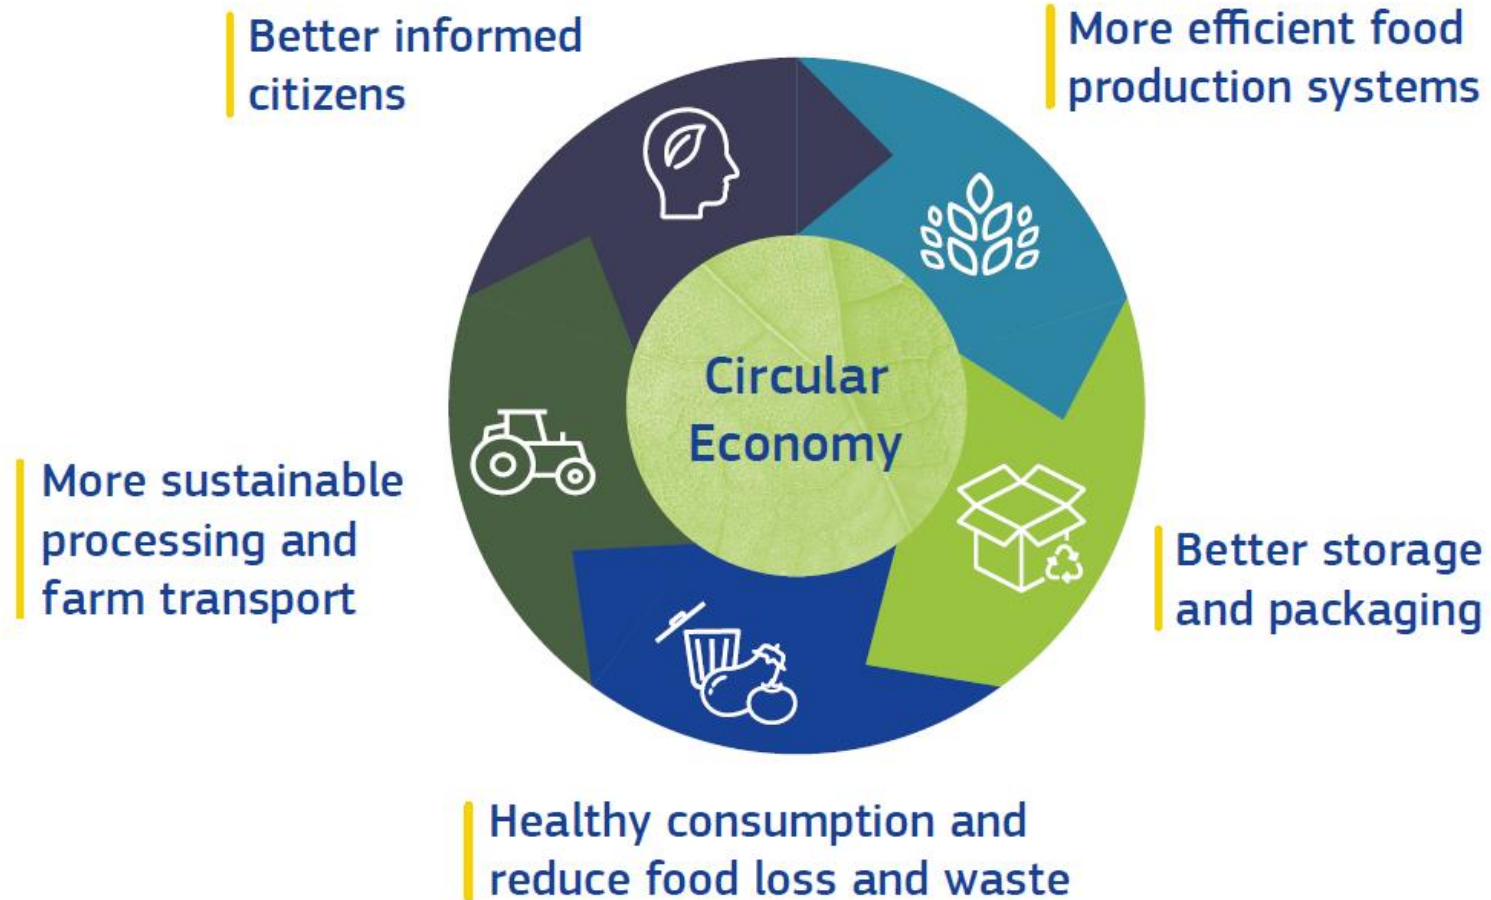 Better informed
citizens
More efficient food
production systems
Circular
Economy
More sustainable
processing and
farm transport
Better storage
and packaging
Healthy consumption and
reduce food loss and waste